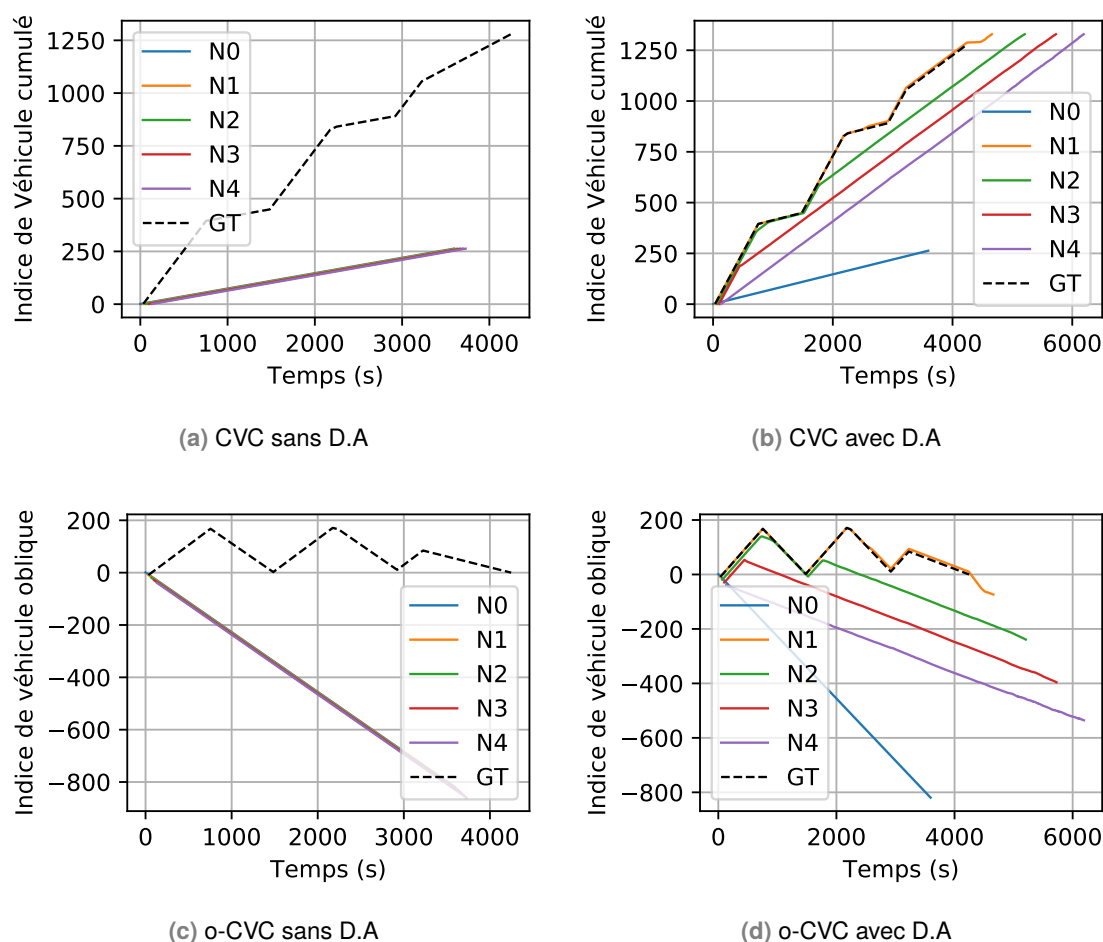 Indice de Véhicule cumulé
1250
1000
750
500
250
0
N0
N1
N2
N3
N4
GT
0 1000 2000 3000 4000
Temps (s)
(a) CVC sans D.A
Indice de Véhicule cumulé
1250
1000
750
500
250
0
N0
N1
N2
N3
N4
GT
0 2000 4000 6000
Temps (s)
(b) CVC avec D.A
Indice de véhicule oblique
200
0
−200
−400
−600
−800
N0
N1
N2
N3
N4
GT
0 1000 2000 3000 4000
Temps (s)
(c) o-CVC sans D.A
Indice de véhicule oblique
200
0
−200
−400
−600
−800
N0
N1
N2
N3
N4
GT
0 2000 4000 6000
Temps (s)
(d) o-CVC avec D.A